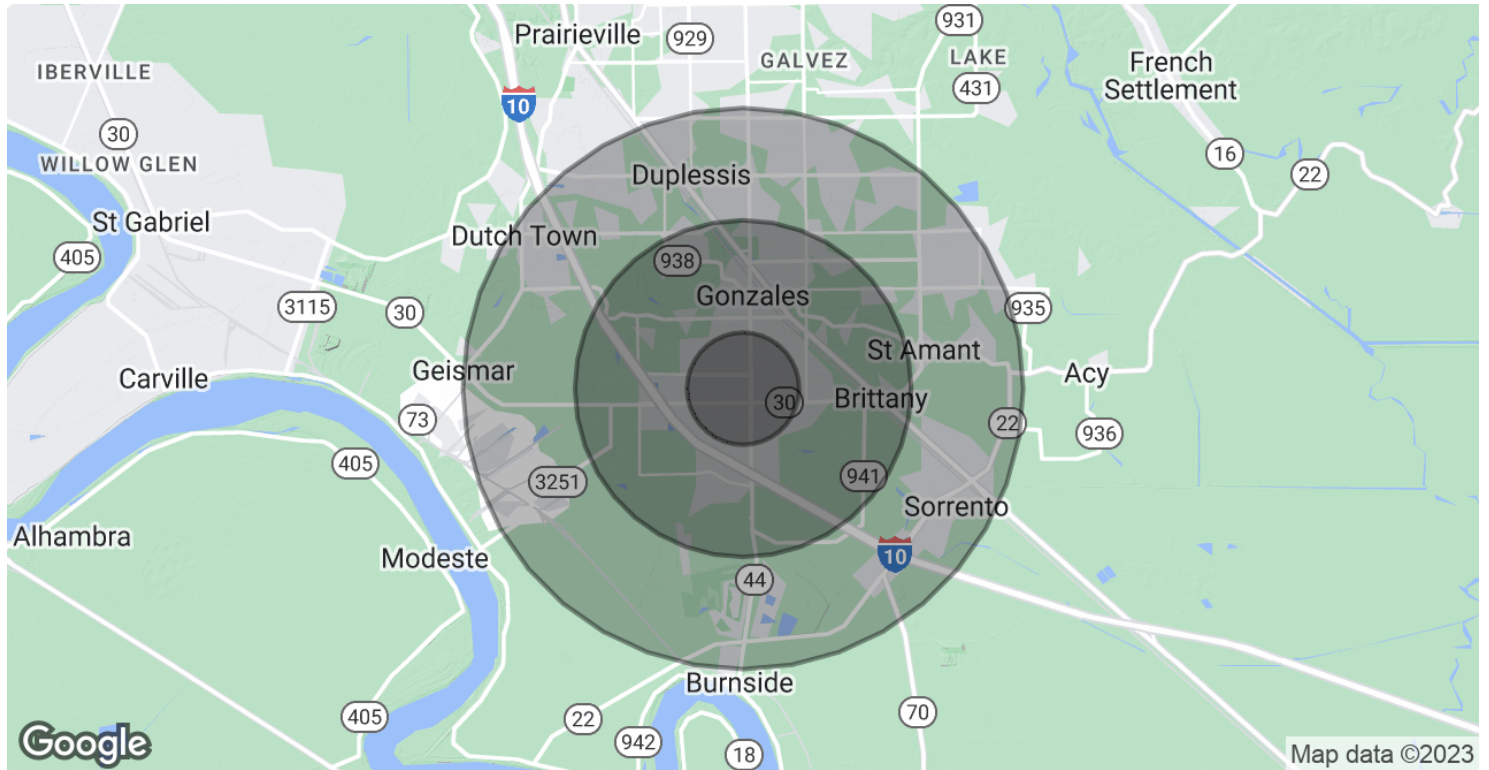 931
Prairieville
929
GALVEZ
LAKE
IBERVILLE
French
Settlement
431
10
30
16
WILLOW GLEN
22
Duplessis
St Gabriel
Dutch Town
405
938
Gonzales
3115
30
935
St Amant
Geismar
Acy
Carville
Brittany
30
73
22
936
405
941
3251
Sorrento
Alhambra
Modeste
10
44
Burnside
405
22
70
942
18
Google
Map data ©2023